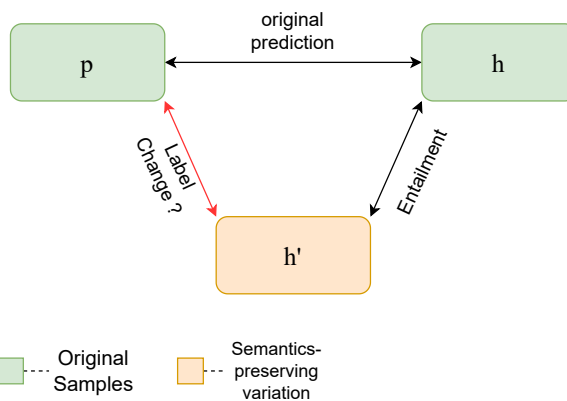 original
prediction
p
h
Label
Change ?
Entailment
h'
Original
Samples
Semantics-
preserving
variation